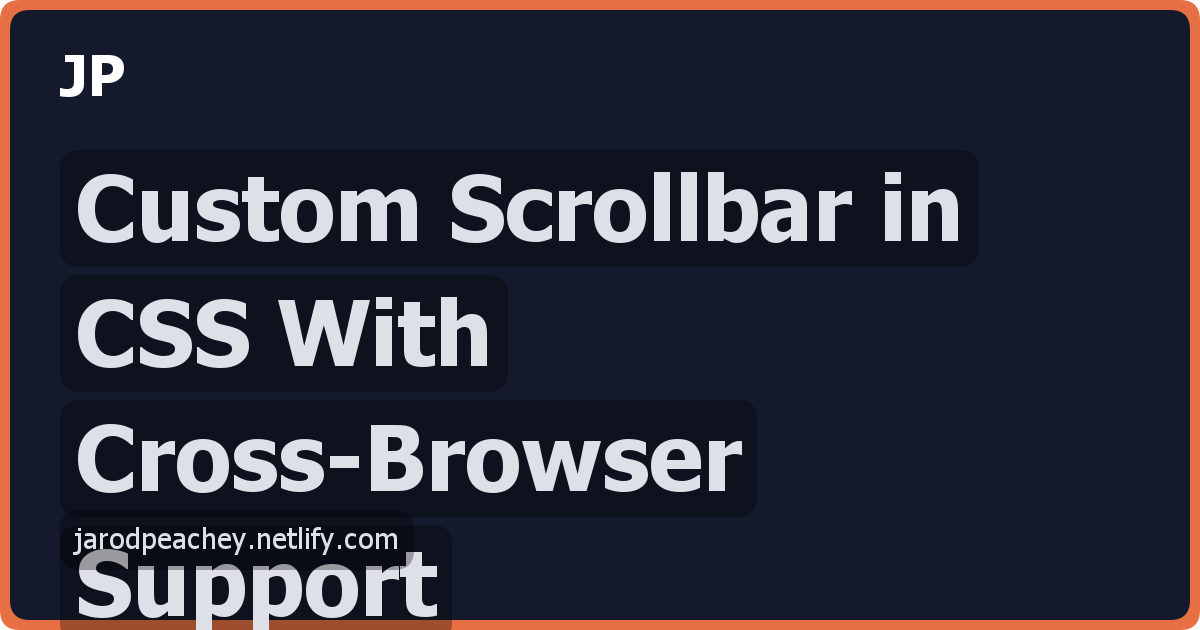 JP
Custom Scrollbar in
CSS With
Cross-Browser
jarodpeachey.netlify.com
Support